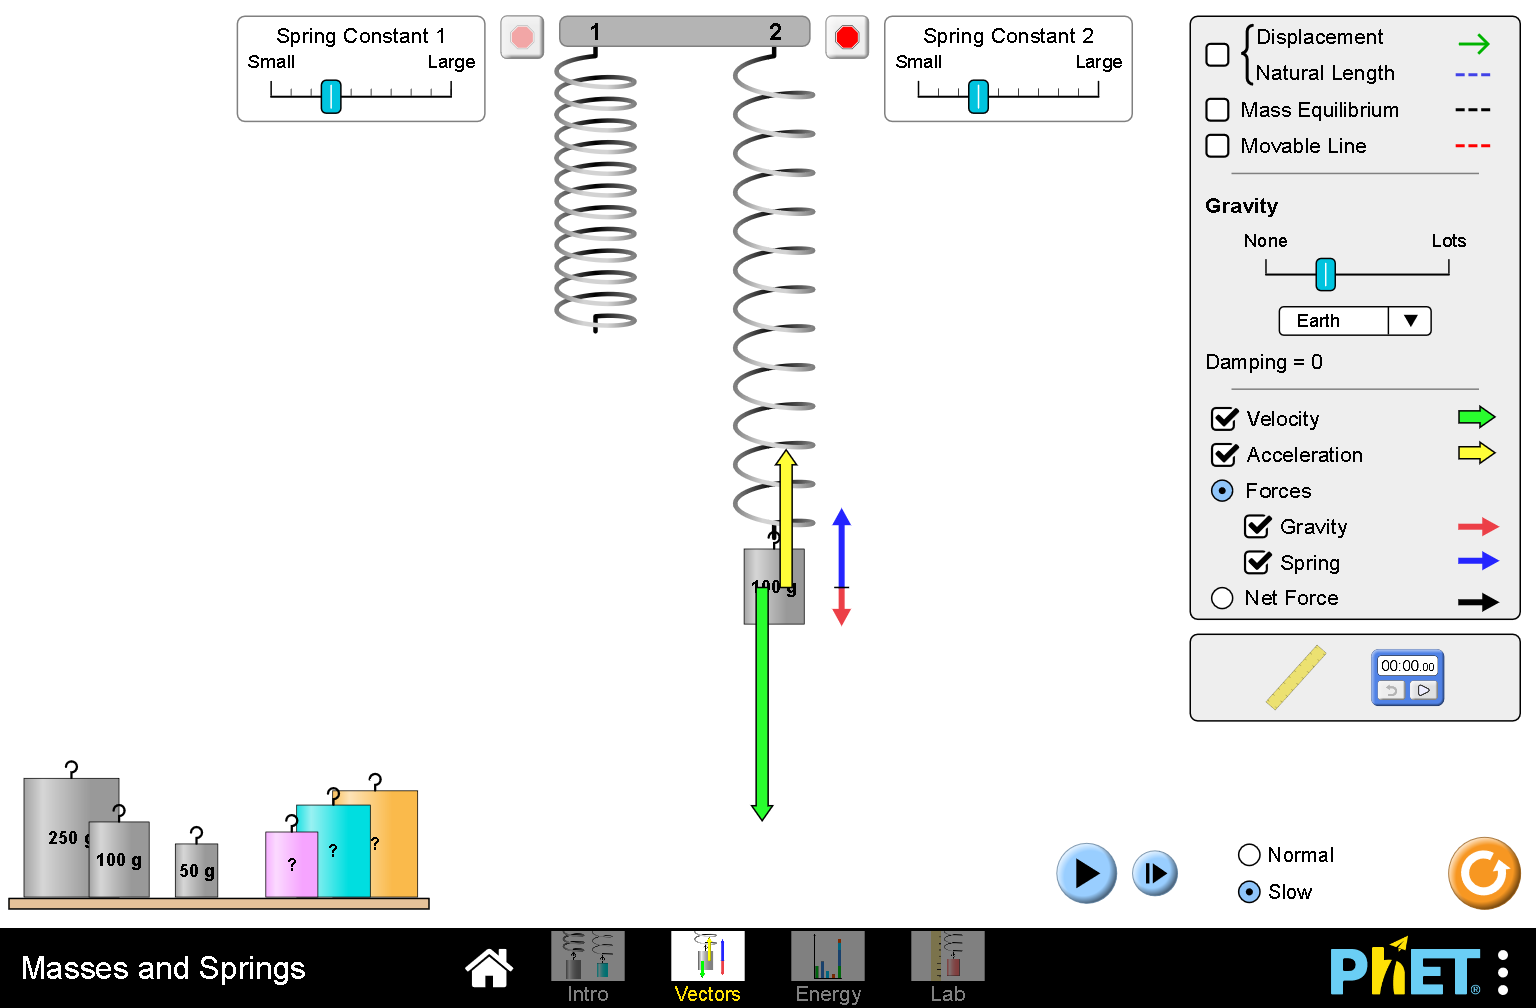 Spring Constant 1
Small Large
1 2
Spring Constant 2
Small Large
Displacement
Natural Length
Mass Equilibrium
Movable Line
Gravity
None Lots
Earth
Damping = 0
Velocity
Acceleration
Forces
Gravity
Spring
Net Force
00:00.00
100 g
250 g
100 g
50 g
?
?
?
Normal
Slow
Masses and Springs
Intro
Vectors
Energy
Lab
PhET